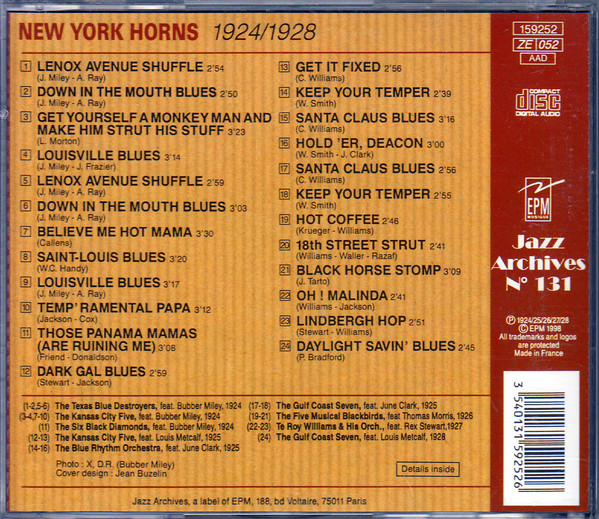 NEW YORK HORNS 1924/1928
1 LENOX AVENUE SHUFFLE 2'54
(J. Miley - A. Ray)
2 DOWN IN THE MOUTH BLUES 2'50
(J. Miley - A. Ray)
3 GET YOURSELF A MONKEY MAN AND
MAKE HIM STRUT HIS STUFF 3'23
(L. Morton)
4 LOUISVILLE BLUES 3'14
(J. Miley - J. Frazier)
5 LENOX AVENUE SHUFFLE 2'59
(J. Miley - A. Ray)
6 DOWN IN THE MOUTH BLUES 3'03
(J. Miley - A. Ray)
7 BELIEVE ME HOT MAMA 3'30
(Callens)
8 SAINT-LOUIS BLUES 3'20
(W.C. Handy)
9 LOUISVILLE BLUES 3'17
(J. Miley - A. Ray)
10 TEMP' RAMENTAL PAPA 3'12
(Jackson - Cox)
11 THOSE PANAMA MAMAS
(ARE RUINING ME) 3'08
(Friend - Donaldson)
12 DARK GAL BLUES 2'59
(Stewart - Jackson)
13 GET IT FIXED 2'56
(C. Williams)
14 KEEP YOUR TEMPER 2'39
(W. Smith)
15 SANTA CLAUS BLUES 3'16
(C. Williams)
16 HOLD 'ER, DEACON 3'00
(W. Smith - J. Clark)
17 SANTA CLAUS BLUES 2'56
(C. Williams)
18 KEEP YOUR TEMPER 2'55
(W. Smith)
19 HOT COFFEE 2'46
(Krueger - Williams)
20 18th STREET STRUT 2'41
(Williams - Waller - Razaf)
21 BLACK HORSE STOMP 3'09
(J. Tarto)
22 OH ! MALINDA 2'41
(Williams - Jackson)
23 LINDBERGH HOP 2'51
(Stewart - Williams)
24 DAYLIGHT SAVIN' BLUES 2'45
(P. Bradford)
(1-2,5-6) The Texas Blue Destroyers, feat. Bubber Miley, 1924
(3-4,7-10) The Kansas City Five, feat. Bubber Miley, 1924
(11) The Six Black Diamonds, feat. Bubber Miley, 1924
(12-13) The Kansas City Five, feat. Louis Metcalf, 1925
(14-16) The Blue Rhythm Orchestra, feat. June Clark, 1925
(17-18) The Gulf Coast Seven, feat. June Clark, 1925
(19-21) The Five Musical Blackbirds, feat Thomas Morris, 1926
(22-23) Te Roy Williams & His Orch., feat. Rex Stewart,1927
(24) The Gulf Coast Seven, feat. Louis Metcalf, 1928
Photo : X, D.R. (Bubber Miley)
Cover design : Jean Buzelin
Details inside
Jazz Archives, a label of EPM, 188, bd Voltaire, 75011 Paris
159252
ZE 052
AAD
COMPACT
disc
DIGITAL AUDIO
EPM
MUSIQUE
Jazz
Archives
N° 131
Ⓟ 1924/25/26/27/28
© EPM 1998
All trademarks and logos
are protected
Made in France
3 540131 592526